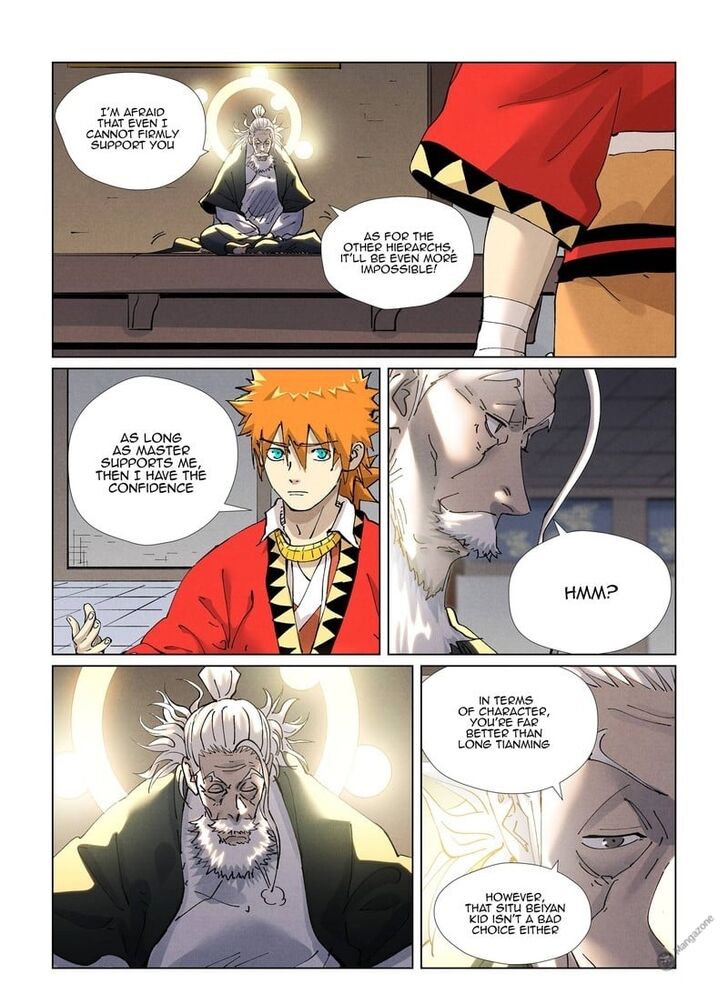 I'M AFRAID
THAT EVEN I
CANNOT FIRMLY
SUPPORT YOU
AS FOR THE
OTHER HIERARCHS,
IT'LL BE EVEN MORE
IMPOSSIBLE!
AS LONG
AS MASTER
SUPPORTS ME,
THEN I HAVE THE
CONFIDENCE
HMM?
IN TERMS
OF CHARACTER,
YOU'RE FAR
BETTER THAN
LONG TIANMING
HOWEVER,
THAT SITU BEIYAN
KID ISN'T A BAD
CHOICE EITHER
Mangazone